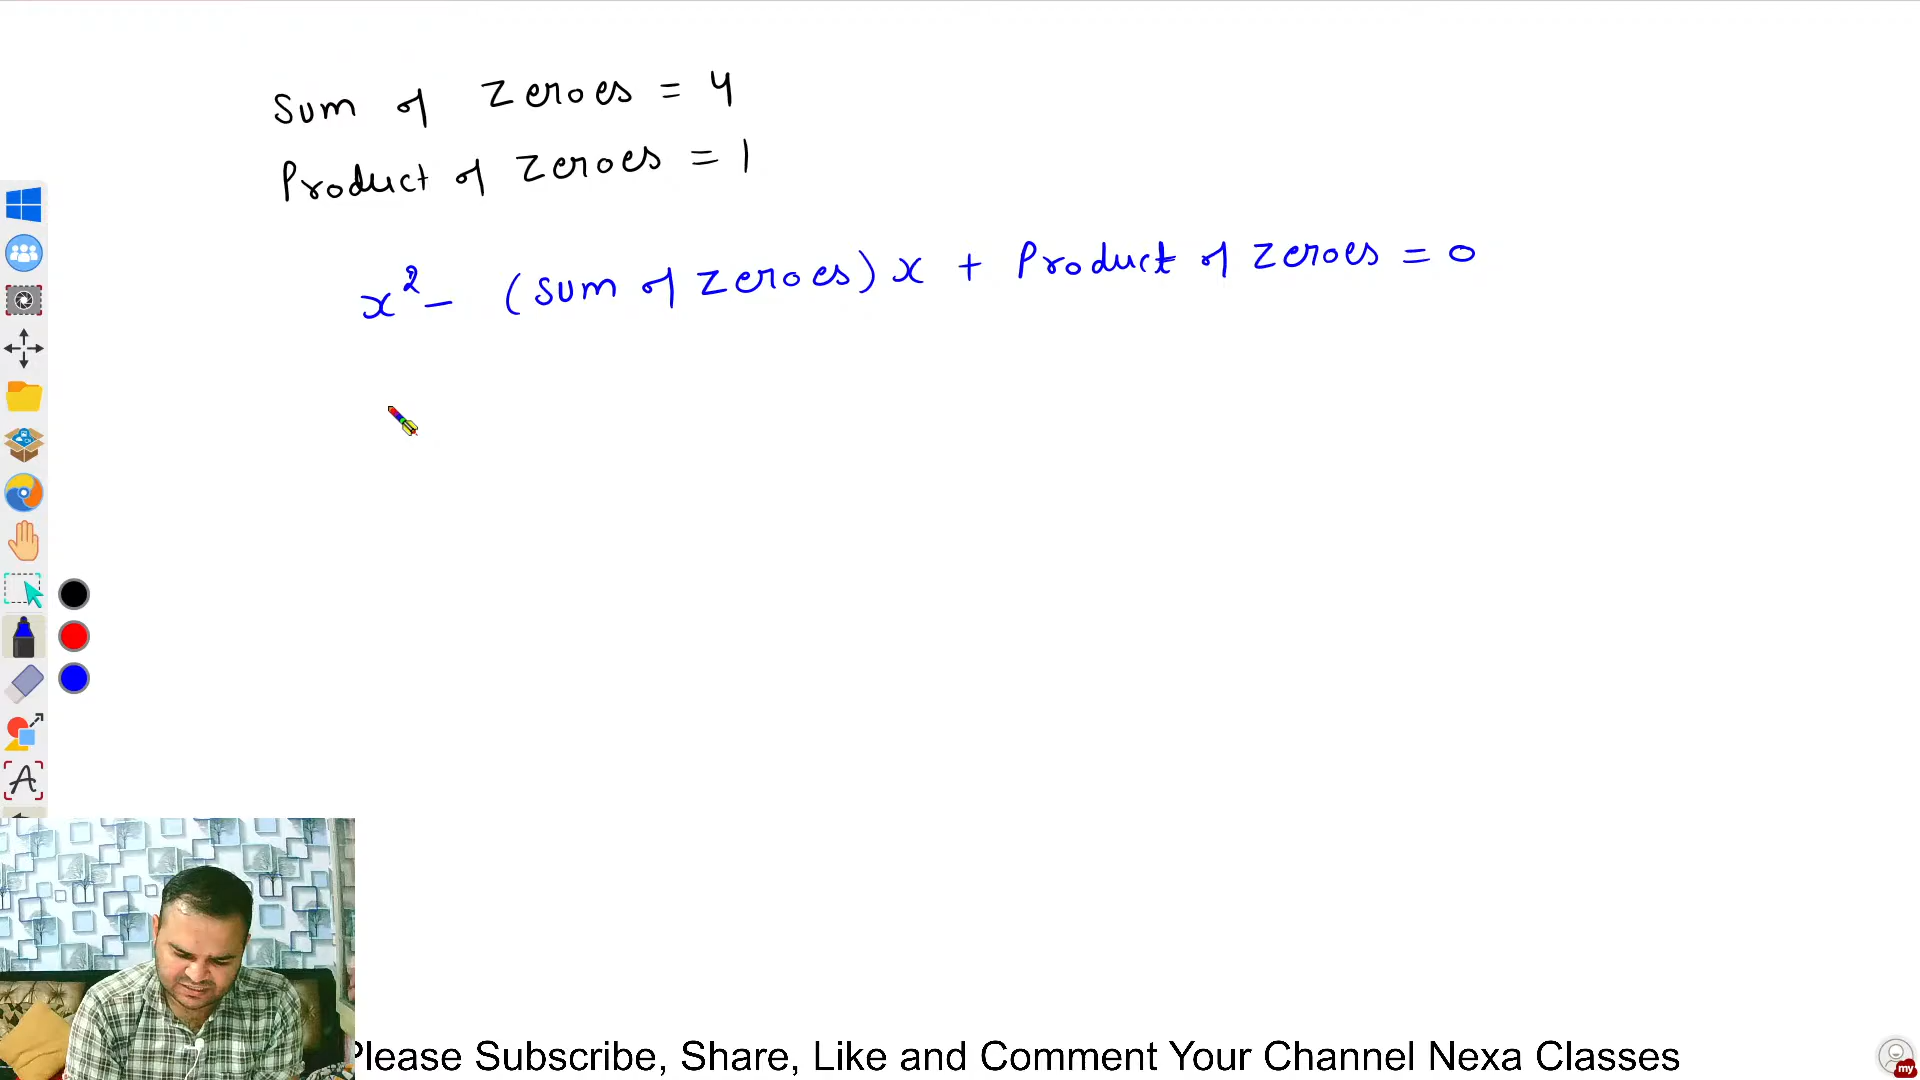 Sum of Zeroes = 4
Product of Zeroes = 1
x² - (Sum of Zeroes) x + Product of Zeroes = 0
A
Please Subscribe, Share, Like and Comment Your Channel Nexa Classes
my